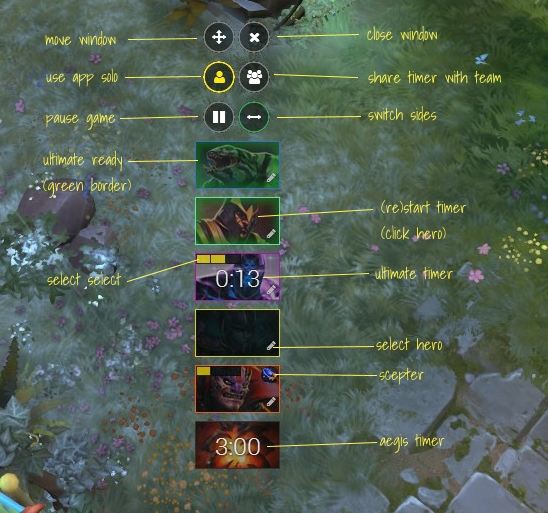 move window
close window
use app solo
share timer with team
pause game
switch sides
ultimate ready
(green border)
(re)start timer
(click hero)
select select
0:13
ultimate timer
select hero
scepter
3:00
aegis timer